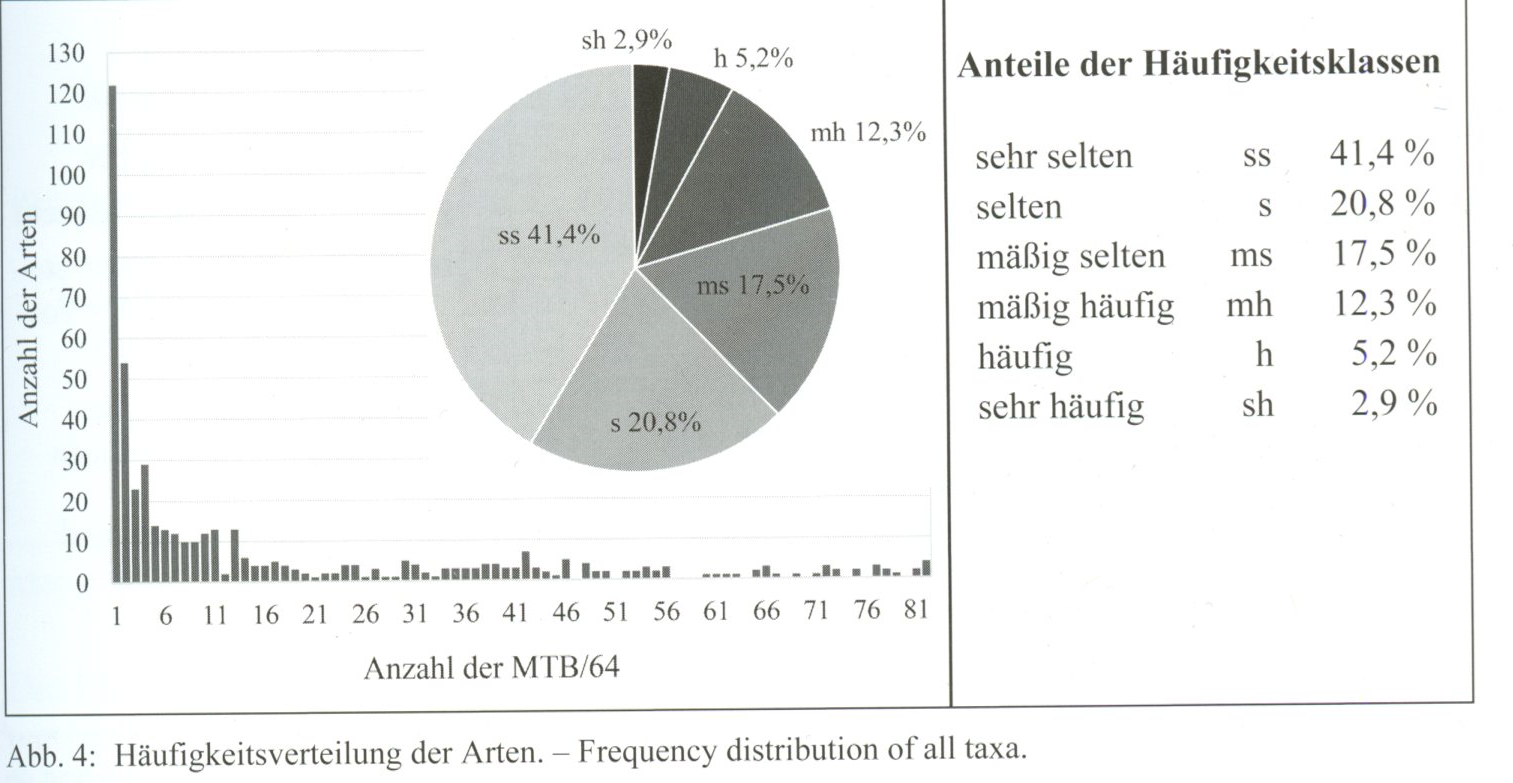 130
120
110
100
90
80
70
60
50
40
30
20
10
0
Anzahl der Arten
1 6 11 16 21 26 31 36 41 46 51 56 61 66 71 76 81
Anzahl der MTB/64
sh 2,9%
h 5,2%
mh 12,3%
ss 41,4%
ms 17,5%
s 20,8%
Anteile der Häufigkeitsklassen
sehr selten ss 41,4 %
selten s 20,8 %
mäßig selten ms 17,5 %
mäßig häufig mh 12,3 %
häufig h 5,2 %
sehr häufig sh 2,9 %
Abb. 4: Häufigkeitsverteilung der Arten. – Frequency distribution of all taxa.